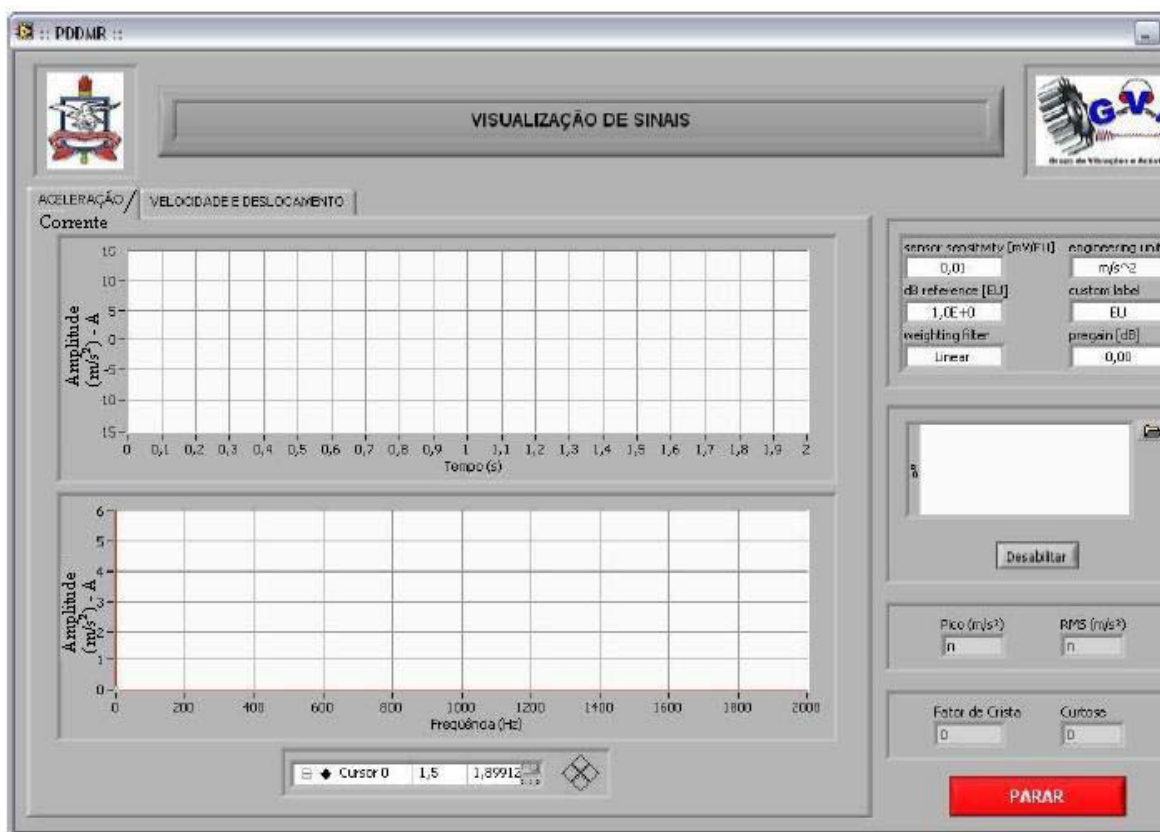 :: PDDMR ::
VISUALIZAÇÃO DE SINAIS
G.V.
Grupo de Vibrações e
ACELERAÇÃO
VELOCIDADE E DESLOCAMENTO
Corrente
Amplitude
(m/s²) - A
15
10
5
0
-5
-10
15
0 0,1 0,2 0,3 0,4 0,5 0,6 0,7 0,8 0,9 1 1,1 1,2 1,3 1,4 1,5 1,6 1,7 1,8 1,9 2
Tempo (s)
Amplitude
(m/s²) - A
6
5
4
3
2
1
0
0 200 400 600 800 1000 1200 1400 1600 1800 2000
Freqüência (Hz)
Cursor 0 1,5 1,89912
sensor sensitivity [mV/EU] engineering unit
0,01 m/s^2
dB reference [EU] custom label
1,0E+0 EU
weighting filter pregain [dB]
Linear 0,00
Desabilitar
Pico (m/s²) RMS (m/s²)
0 0
Fator de Crista Curtose
0 0
PARAR